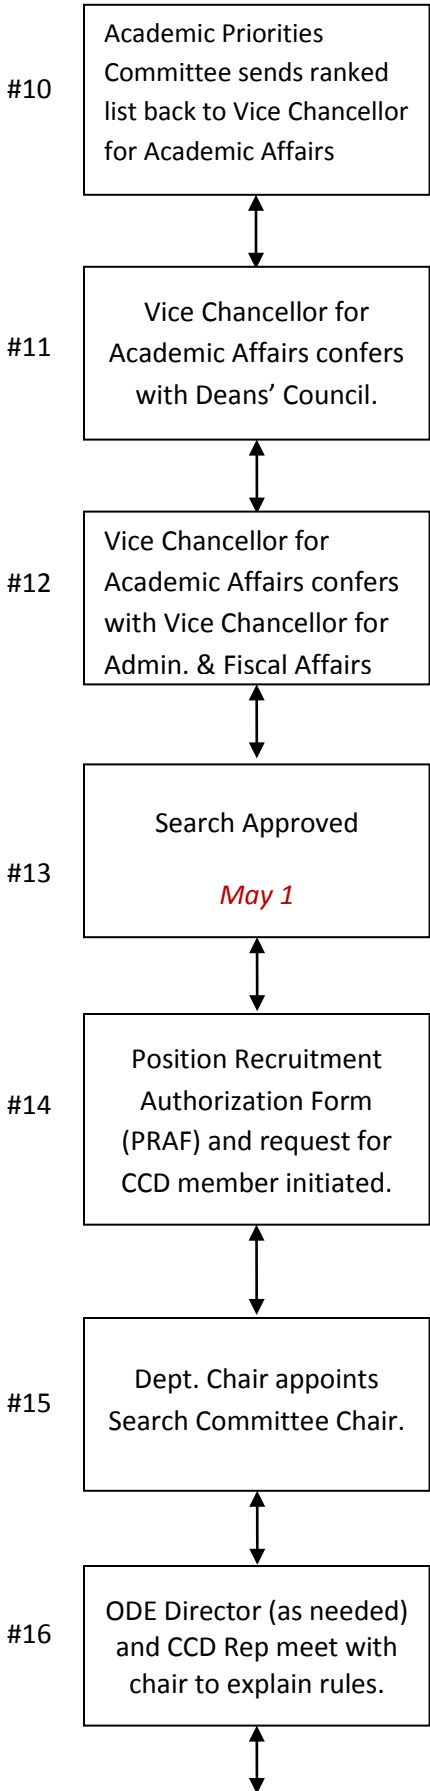 #10
Academic Priorities
Committee sends ranked
list back to Vice Chancellor
for Academic Affairs
#11
Vice Chancellor for
Academic Affairs confers
with Deans’ Council.
#12
Vice Chancellor for
Academic Affairs confers
with Vice Chancellor for
Admin. & Fiscal Affairs
#13
Search Approved
May 1
#14
Position Recruitment
Authorization Form
(PRAF) and request for
CCD member initiated.
#15
Dept. Chair appoints
Search Committee Chair.
#16
ODE Director (as needed)
and CCD Rep meet with
chair to explain rules.